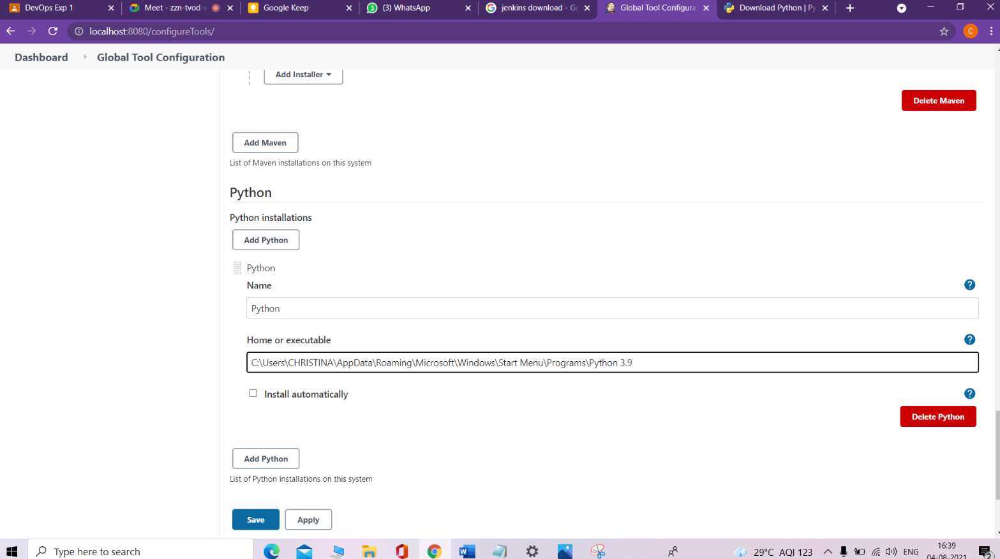 DevOps Exp 1
Meet - zzn-tvod-
Google Keep
(3) WhatsApp
jenkins download - Go
Global Tool Configura
Download Python | Py
localhost:8080/configureTools/
C
Dashboard
Global Tool Configuration
Add Installer
Delete Maven
Add Maven
List of Maven installations on this system
Python
Python installations
Add Python
Python
Name
?
Python
Home or executable
?
C:\Users\CHRISTINA\AppData\Roaming\Microsoft\Windows\Start Menu\Programs\Python 3.9
Install automatically
?
Delete Python
Add Python
List of Python installations on this system
Save
Apply
Type here to search
29°C AQI 123
ENG
16:39
04-08-2021
2